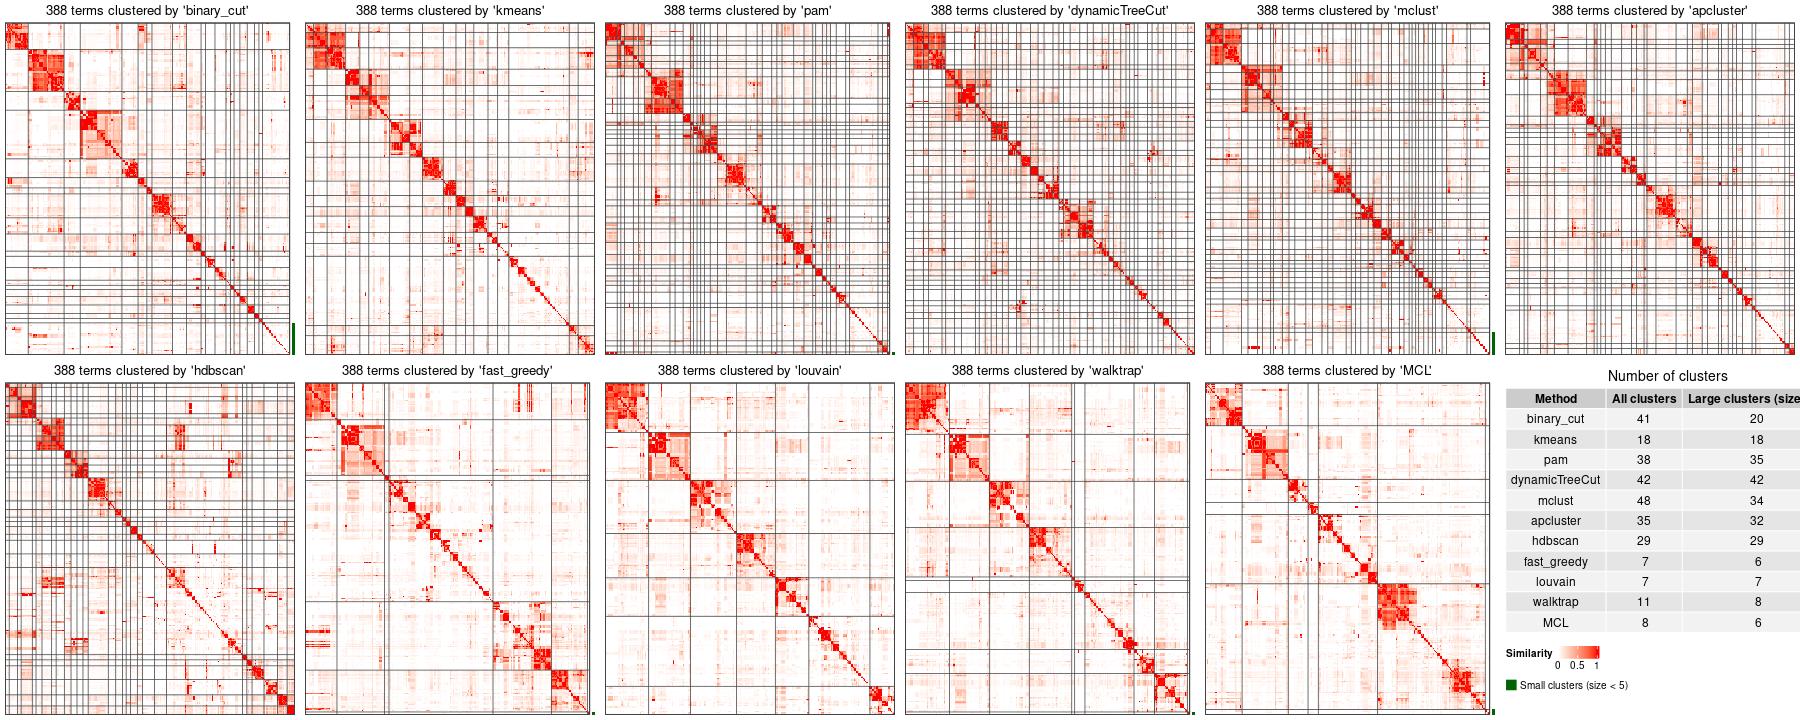 388 terms clustered by 'binary_cut'
388 terms clustered by 'kmeans'
388 terms clustered by 'pam'
388 terms clustered by 'dynamicTreeCut'
388 terms clustered by 'mclust'
388 terms clustered by 'apcluster'
388 terms clustered by 'hdbscan'
388 terms clustered by 'fast_greedy'
388 terms clustered by 'louvain'
388 terms clustered by 'walktrap'
388 terms clustered by 'MCL'
Number of clusters
Method All clusters Large clusters (size
binary_cut 41 20
kmeans 18 18
pam 38 35
dynamicTreeCut 42 42
mclust 48 34
apcluster 35 32
hdbscan 29 29
fast_greedy 7 6
louvain 7 7
walktrap 11 8
MCL 8 6
Similarity
0 0.5 1
Small clusters (size < 5)